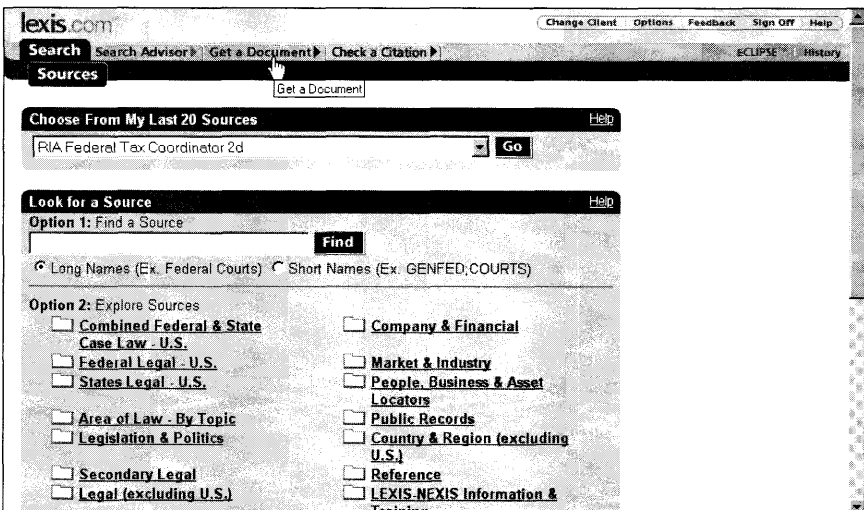 lexis.com
Change Client Options Feedback Sign Off Help
Search Search Advisor Get a Document Check a Citation
ECLIPSE™ History
Sources
Get a Document
Choose From My Last 20 Sources Help
RIA Federal Tax Coordinator 2d Go
Look for a Source Help
Option 1: Find a Source
Find
Long Names (Ex. Federal Courts) Short Names (Ex. GENFED;COURTS)
Option 2: Explore Sources
Combined Federal & State Company & Financial
Case Law - U.S.
Federal Legal - U.S. Market & Industry
States Legal - U.S. People, Business & Asset
Locators
Area of Law - By Topic Public Records
Legislation & Politics Country & Region (excluding
U.S.)
Secondary Legal Reference
Legal (excluding U.S.) LEXIS-NEXIS Information &
Training